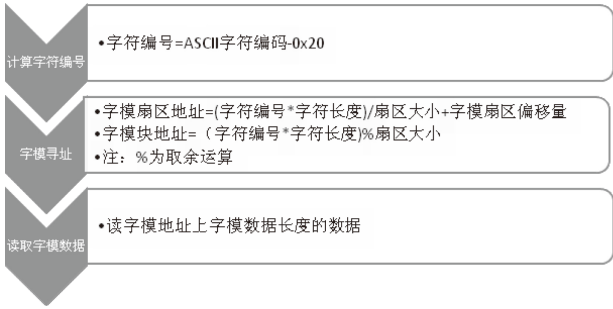 计算字符编号
•字符编号=ASCII字符编码-0x20
字模寻址
•字模扇区地址=(字符编号*字符长度)/扇区大小+字模扇区偏移量
•字模块地址=（字符编号*字符长度)%扇区大小
•注：%为取余运算
读取字模数据
•读字模地址上字模数据长度的数据